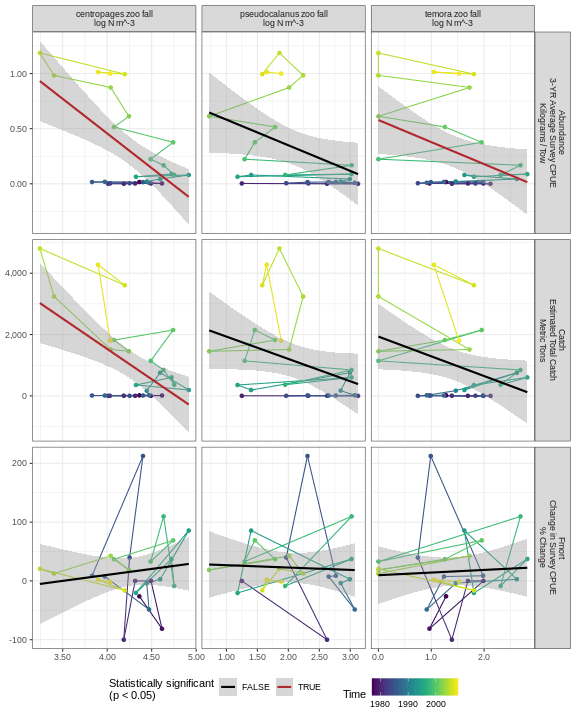 centropages zoo fall
log N m^-3
pseudocalanus zoo fall
log N m^-3
temora zoo fall
log N m^-3
1.00
0.50
0.00
Abundance
3-YR Average Survey CPUE
Kilograms / Tow
4,000
2,000
0
Catch
Estimated Total Catch
Metric Tons
200
100
0
-100
Fmort
Change in Survey CPUE
% Change
3.50 4.00 4.50 5.00
1.00 1.50 2.00 2.50 3.00
0.0 1.0 2.0
Statistically significant
(p < 0.05)
FALSE
TRUE
Time
1980 1990 2000